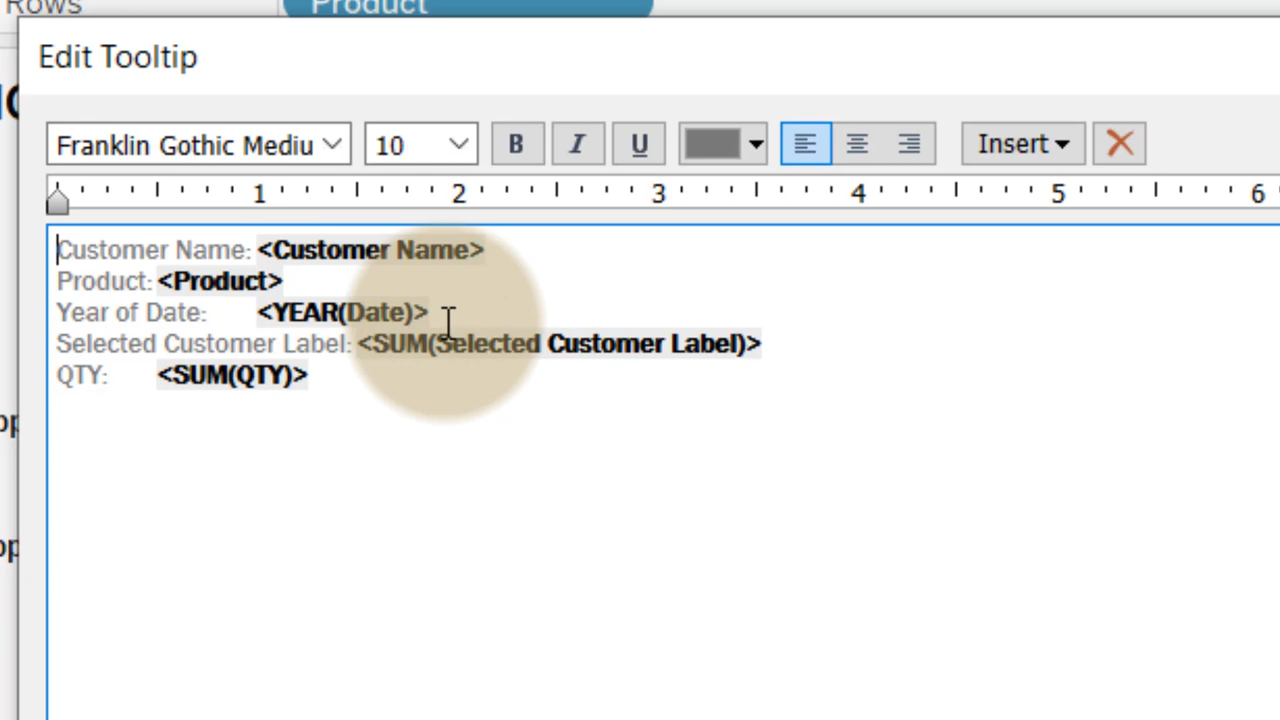 Rows Product
Edit Tooltip
Franklin Gothic Mediu 10 B I U Insert
1 2 3 4 5 6
Customer Name: <Customer Name>
Product: <Product>
Year of Date: <YEAR(Date)>
Selected Customer Label: <SUM(Selected Customer Label)>
QTY: <SUM(QTY)>